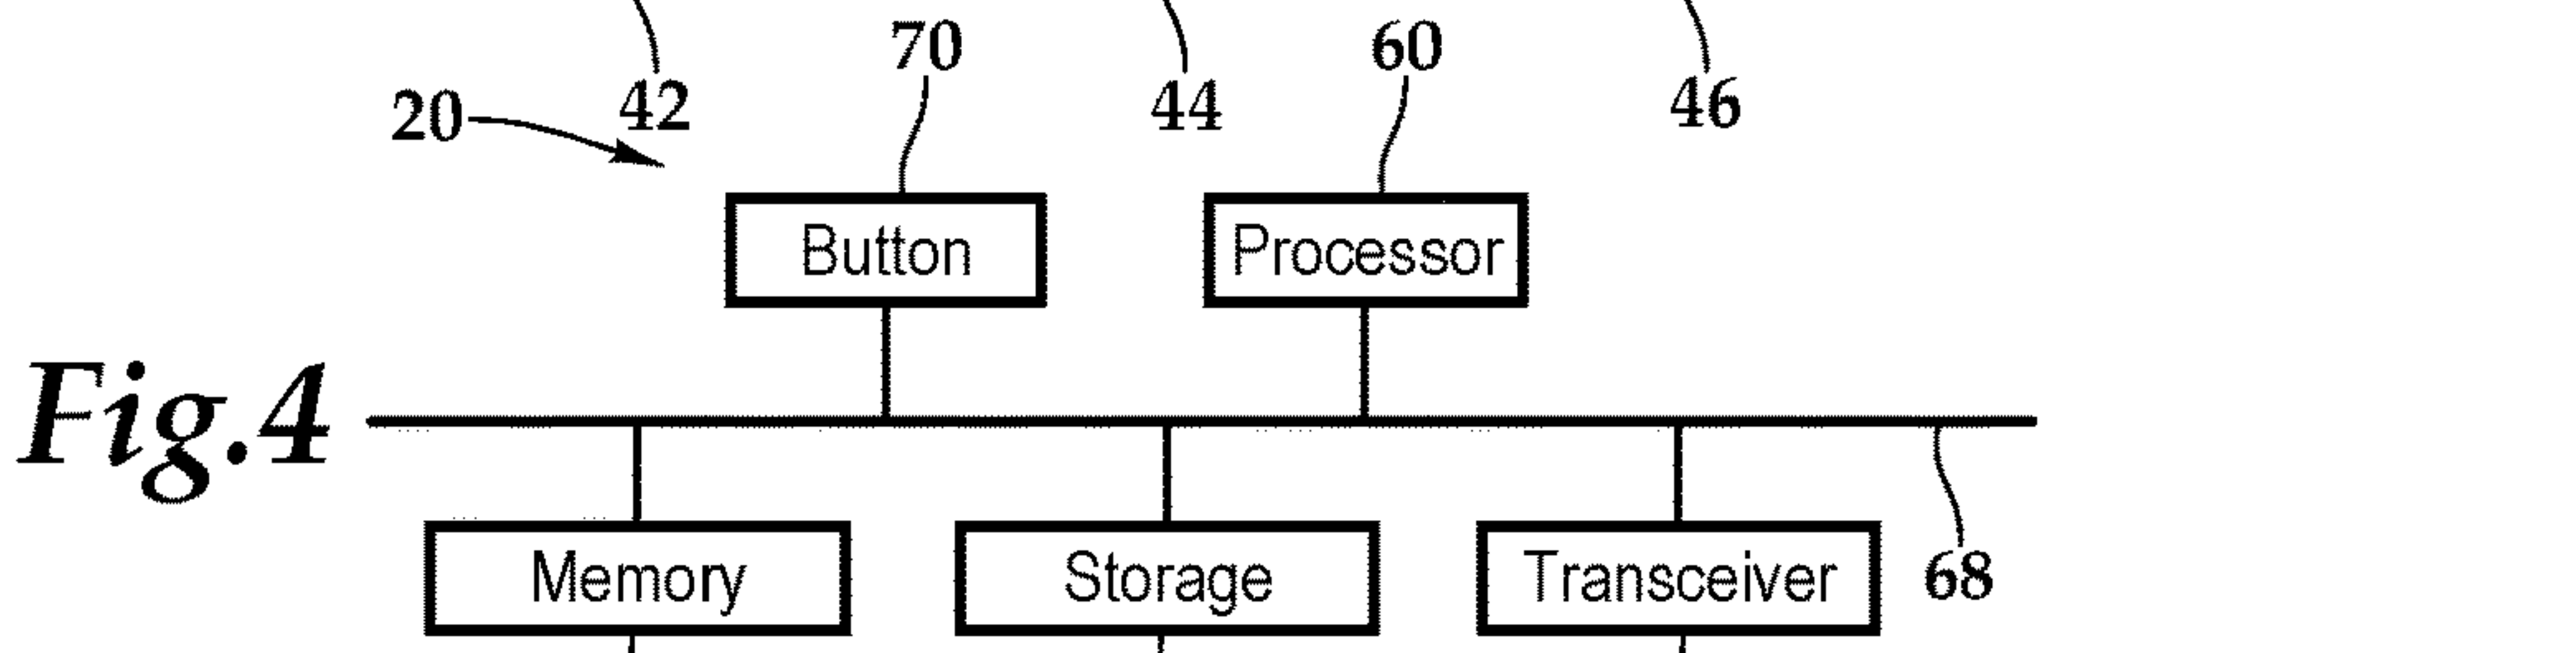 70
60
20
42
44
46
Button
Processor
Fig.4
Memory
Storage
Transceiver
68